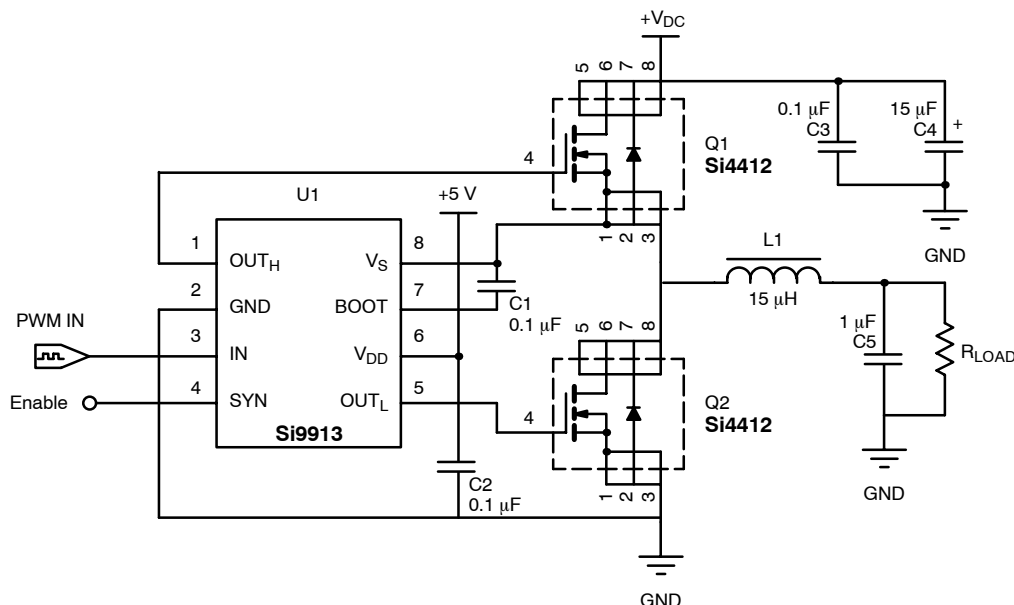 +VDC
5 6 7 8
0.1 μF
C3
15 μF
C4
+
Q1
Si4412
4
1 2 3
GND
U1
+5 V
1
OUTH
VS
8
2
GND
BOOT
7
C1
0.1 μF
PWM IN
3
IN
VDD
6
Enable
4
SYN
OUTL
5
Si9913
C2
0.1 μF
L1
15 μH
1 μF
C5
RLOAD
GND
5 6 7 8
Q2
Si4412
4
1 2 3
GND